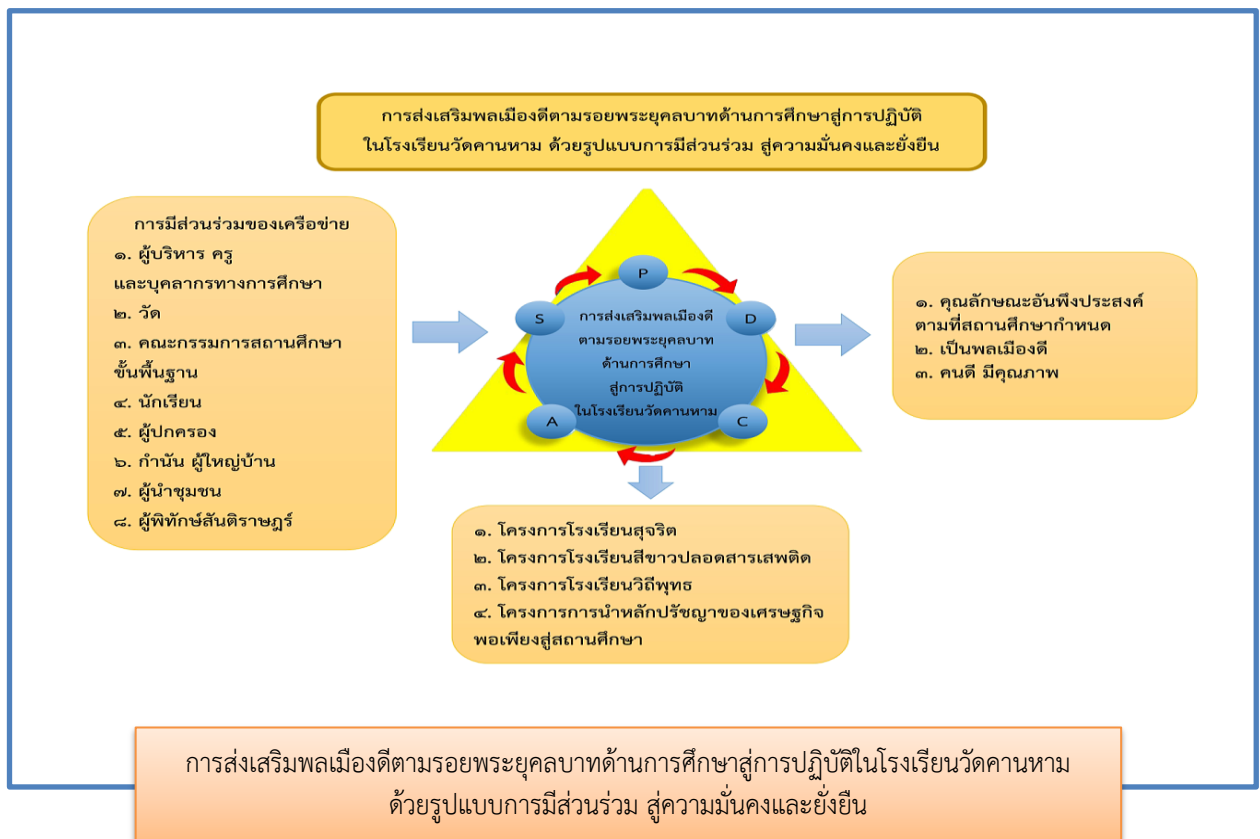 การส่งเสริมพลเมืองดีตามรอยพระยุคลบาทด้านการศึกษาสู่การปฏิบัติ
ในโรงเรียนวัดคานหาม ด้วยรูปแบบการมีส่วนร่วม สู่ความมั่นคงและยั่งยืน
การมีส่วนร่วมของเครือข่าย
๑. ผู้บริหาร ครู
และบุคลากรทางการศึกษา
๒. วัด
๓. คณะกรรมการสถานศึกษา
ขั้นพื้นฐาน
๔. นักเรียน
๕. ผู้ปกครอง
๖. กำนัน ผู้ใหญ่บ้าน
๗. ผู้นำชุมชน
๘. ผู้พิทักษ์สันติราษฎร์
P
S
D
A
C
การส่งเสริมพลเมืองดี
ตามรอยพระยุคลบาท
ด้านการศึกษา
สู่การปฏิบัติ
ในโรงเรียนวัดคานหาม
๑. คุณลักษณะอันพึงประสงค์
ตามที่สถานศึกษากำหนด
๒. เป็นพลเมืองดี
๓. คนดี มีคุณภาพ
๑. โครงการโรงเรียนสุจริต
๒. โครงการโรงเรียนสีขาวปลอดสารเสพติด
๓. โครงการโรงเรียนวิถีพุทธ
๔. โครงการการนำหลักปรัชญาของเศรษฐกิจ
พอเพียงสู่สถานศึกษา
การส่งเสริมพลเมืองดีตามรอยพระยุคลบาทด้านการศึกษาสู่การปฏิบัติในโรงเรียนวัดคานหาม
ด้วยรูปแบบการมีส่วนร่วม สู่ความมั่นคงและยั่งยืน